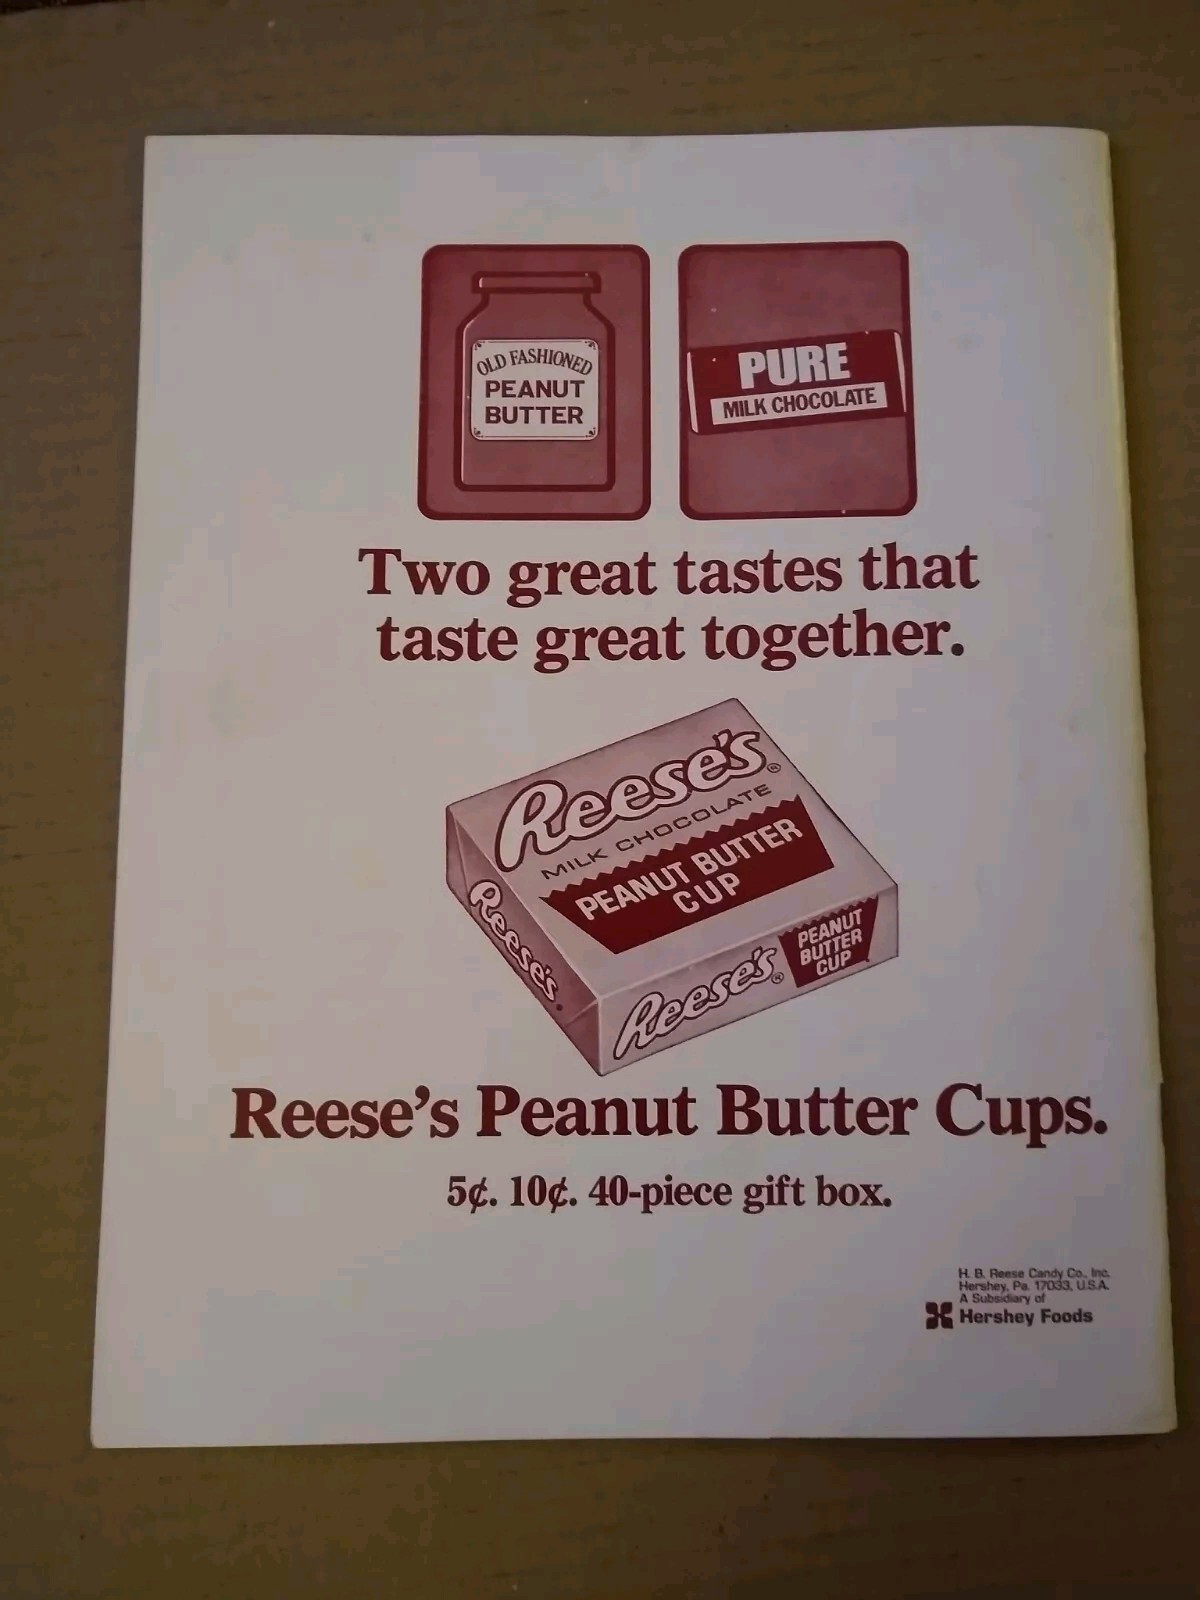 OLD FASHIONED
PEANUT
BUTTER
PURE
MILK CHOCOLATE
Two great tastes that
taste great together.
Reese's®
MILK CHOCOLATE
PEANUT BUTTER
CUP
Reese's
Reese's®
PEANUT
BUTTER
CUP
Reese's Peanut Butter Cups.
5¢. 10¢. 40-piece gift box.
H. B. Reese Candy Co., Inc.
Hershey, Pa. 17033, U.S.A.
A Subsidiary of
Hershey Foods